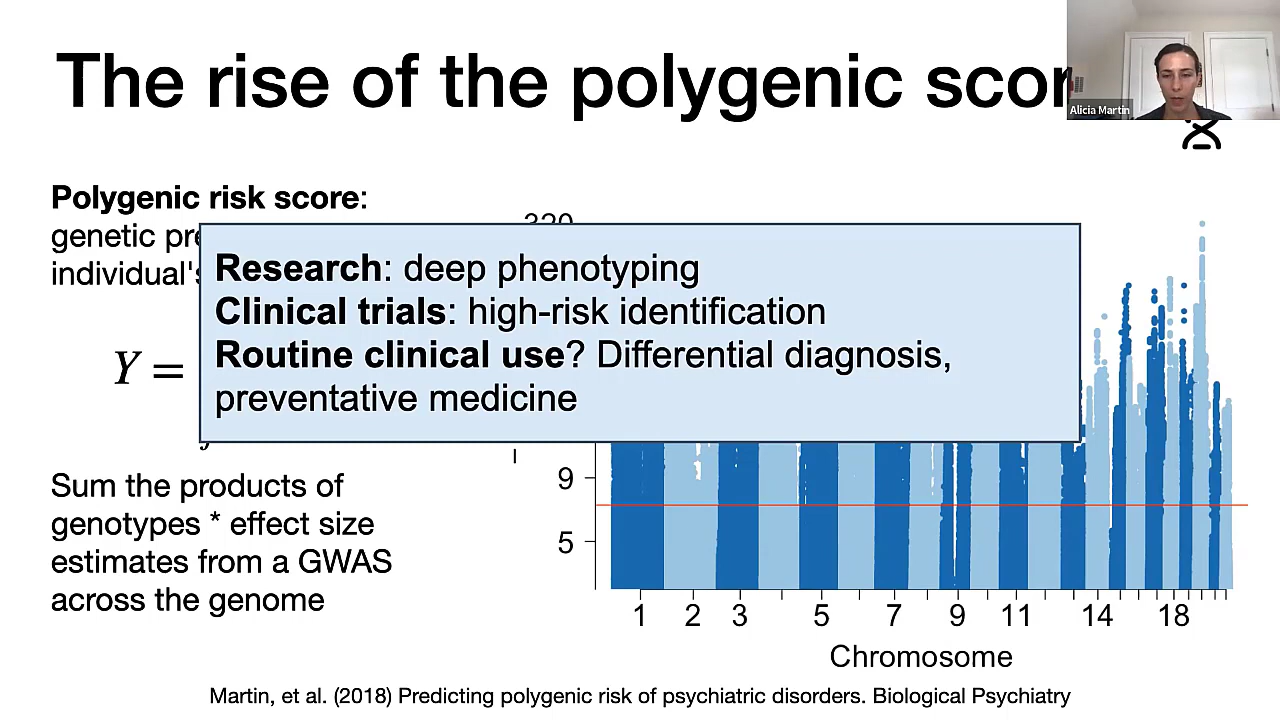 The rise of the polygenic scor
Alicia Martin
Polygenic risk score:
genetic pre
individual's
320
Research: deep phenotyping
Clinical trials: high-risk identification
Routine clinical use? Differential diagnosis,
preventative medicine
Y =
Sum the products of
genotypes * effect size
estimates from a GWAS
across the genome
9
5
1 2 3 5 7 9 11 14 18
Chromosome
Martin, et al. (2018) Predicting polygenic risk of psychiatric disorders. Biological Psychiatry